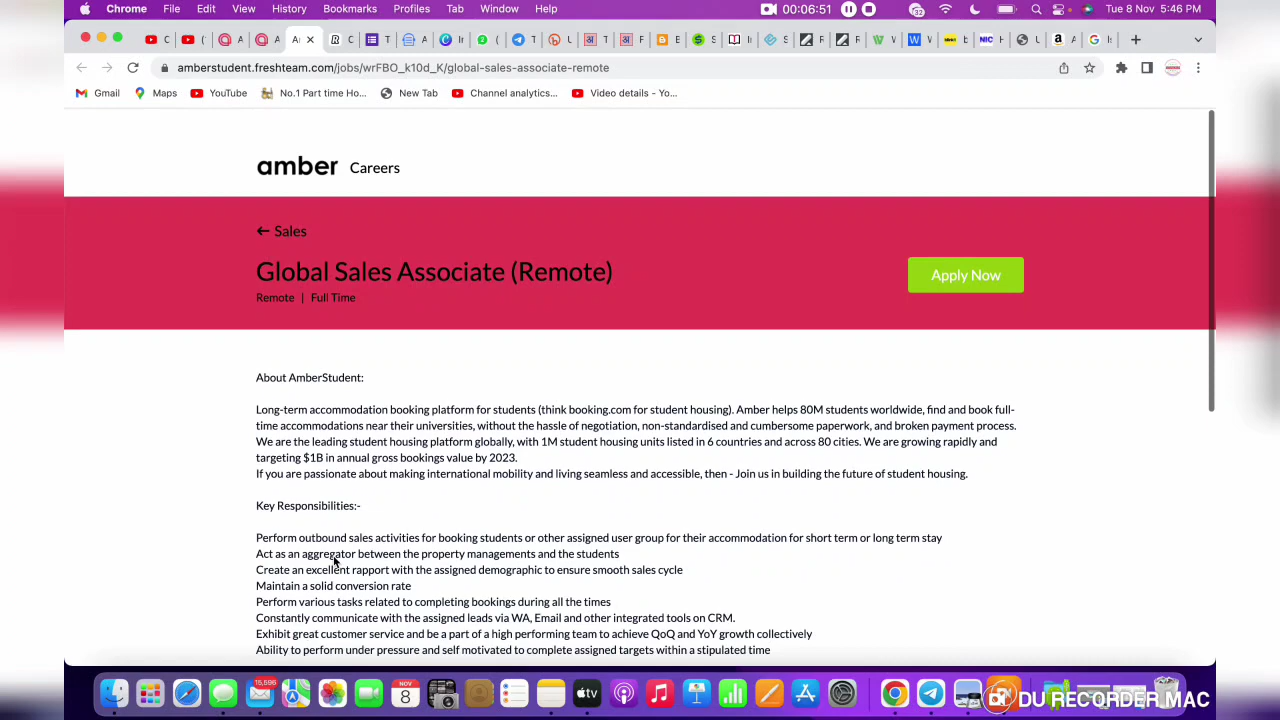 Chrome File Edit View History Bookmarks Profiles Tab Window Help 00:06:51 32 Tue 8 Nov 5:46 PM
amberstudent.freshteam.com/jobs/wrFBO_k10d_K/global-sales-associate-remote
Gmail Maps YouTube No.1 Part time Ho... New Tab Channel analytics... Video details - Yo...
amber Careers
← Sales
Global Sales Associate (Remote)
Remote | Full Time
Apply Now
About AmberStudent:
Long-term accommodation booking platform for students (think booking.com for student housing). Amber helps 80M students worldwide, find and book full-
time accommodations near their universities, without the hassle of negotiation, non-standardised and cumbersome paperwork, and broken payment process.
We are the leading student housing platform globally, with 1M student housing units listed in 6 countries and across 80 cities. We are growing rapidly and
targeting $1B in annual gross bookings value by 2023.
If you are passionate about making international mobility and living seamless and accessible, then - Join us in building the future of student housing.
Key Responsibilities:-
Perform outbound sales activities for booking students or other assigned user group for their accommodation for short term or long term stay
Act as an aggregator between the property managements and the students
Create an excellent rapport with the assigned demographic to ensure smooth sales cycle
Maintain a solid conversion rate
Perform various tasks related to completing bookings during all the times
Constantly communicate with the assigned leads via WA, Email and other integrated tools on CRM.
Exhibit great customer service and be a part of a high performing team to achieve QoQ and YoY growth collectively
Ability to perform under pressure and self motivated to complete assigned targets within a stipulated time
15,596
NOV
8
tv
DU RECORDER MAC